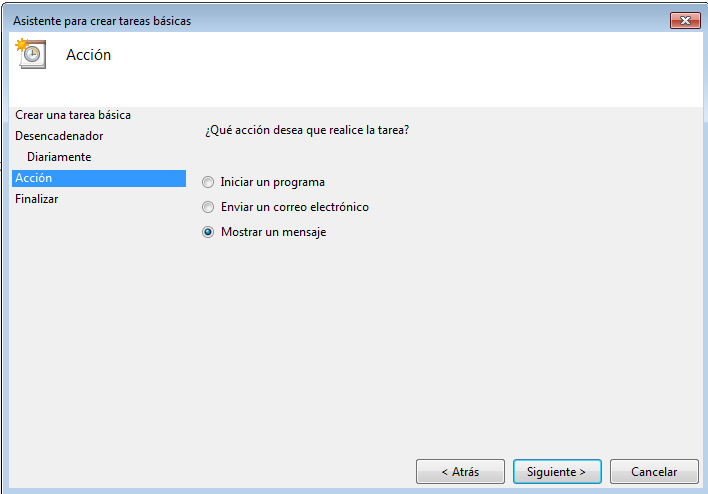 Asistente para crear tareas básicas
Acción
Crear una tarea básica
Desencadenador
Diariamente
Acción
Finalizar
¿Qué acción desea que realice la tarea?
Iniciar un programa
Enviar un correo electrónico
Mostrar un mensaje
< Atrás
Siguiente >
Cancelar